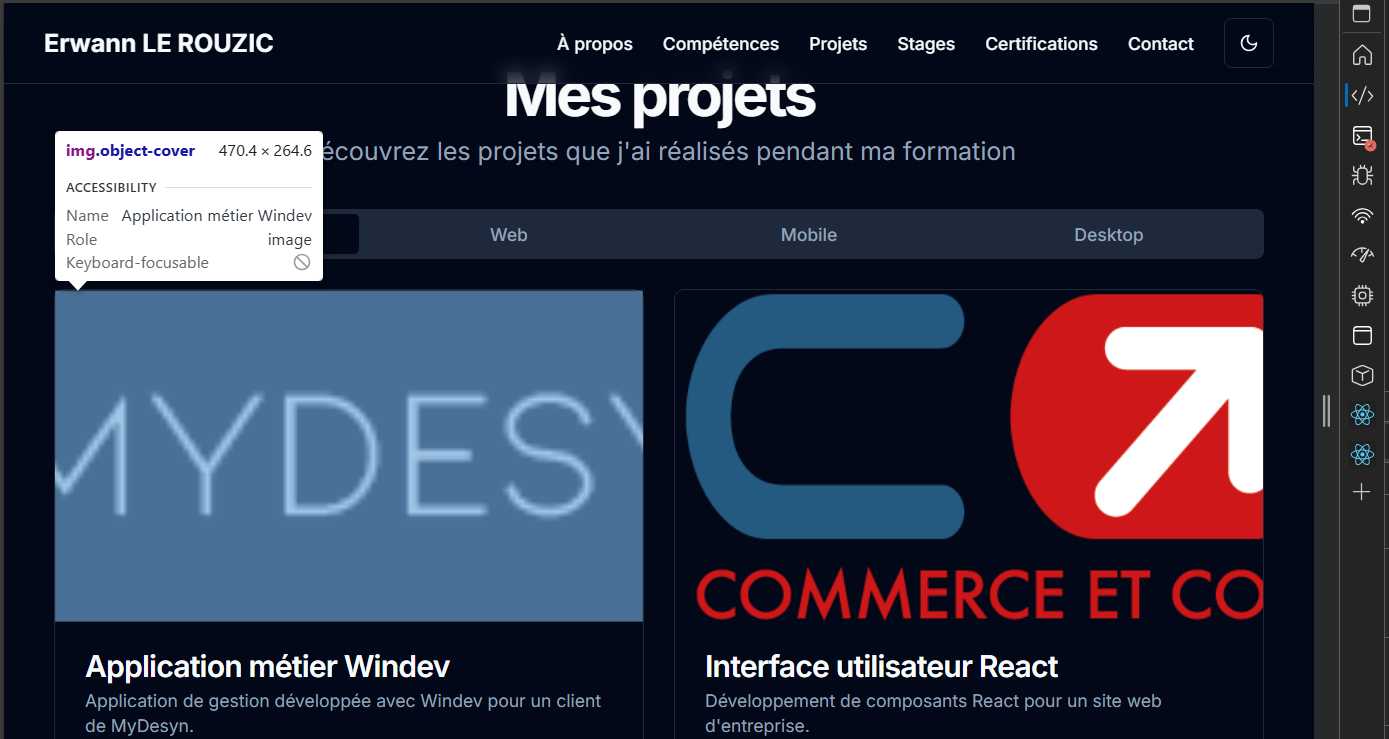 Erwann LE ROUZIC
À propos Compétences Projets Stages Certifications Contact
Mes projets
écouvrez les projets que j'ai réalisés pendant ma formation
img.object-cover 470.4 × 264.6
ACCESSIBILITY
Name Application métier Windev
Role image
Keyboard-focusable
Web Mobile Desktop
MYDESY
COMMERCE ET CO
Application métier Windev
Application de gestion développée avec Windev pour un client
de MyDesyn.
Interface utilisateur React
Développement de composants React pour un site web
d'entreprise.